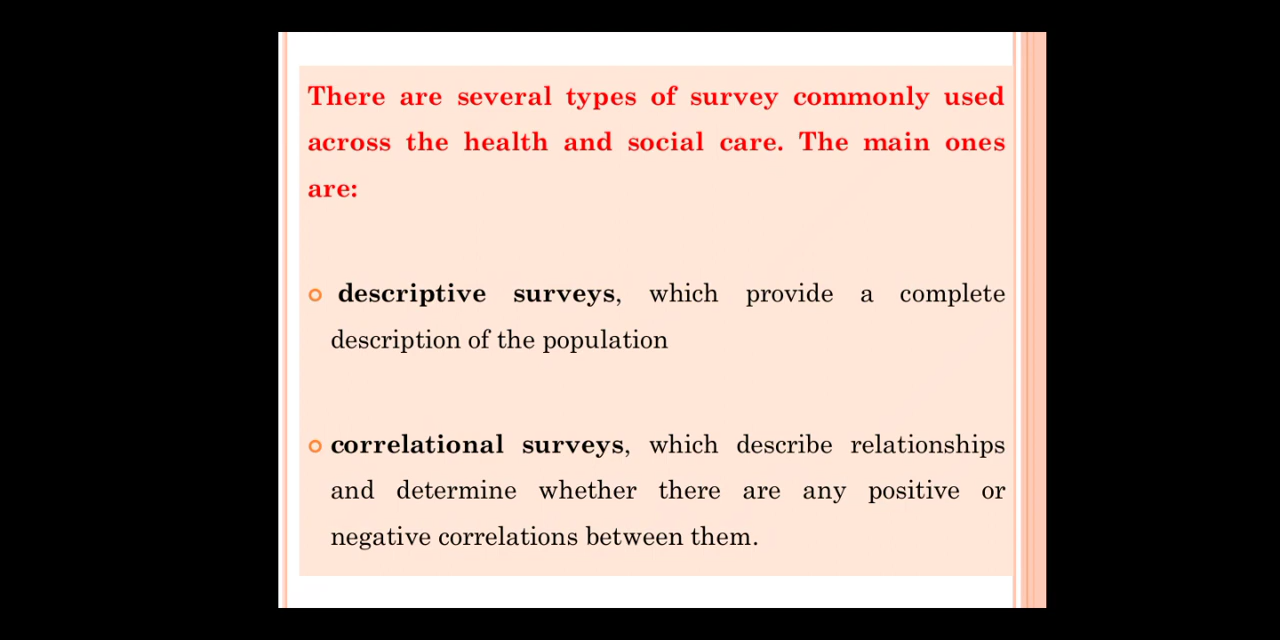 There are several types of survey commonly used
across the health and social care. The main ones
are:
descriptive surveys, which provide a complete
description of the population
correlational surveys, which describe relationships
and determine whether there are any positive or
negative correlations between them.